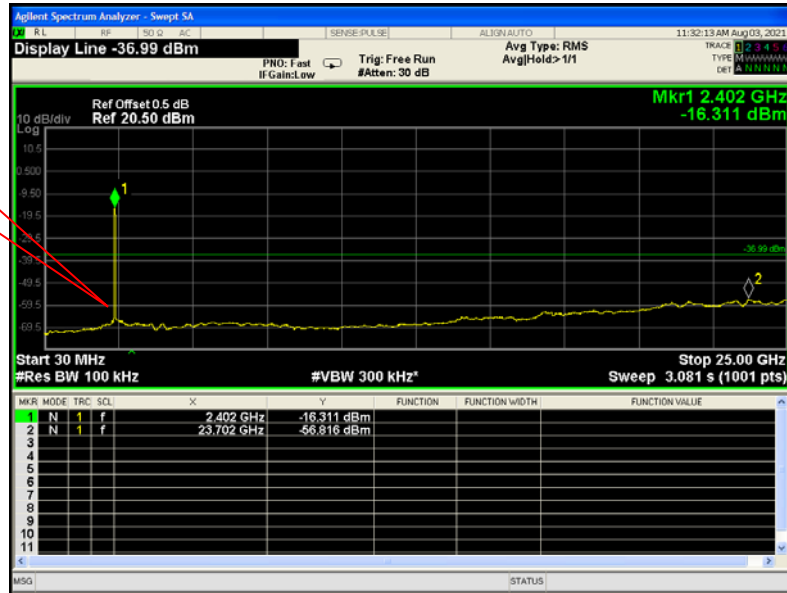 Agilent Spectrum Analyzer - Swept SA
RL RF 50 Ω AC SENSE:PULSE ALIGNAUTO 11:32:13 AM Aug 03, 2021
Display Line -36.99 dBm
PNO: Fast
IFGain:Low
Trig: Free Run
#Atten: 30 dB
Avg Type: RMS
Avg|Hold:>1/1
TRACE 1 2 3 4 5 6
TYPE M
DET A N N N N N
Ref Offset 0.5 dB
10 dB/div Ref 20.50 dBm
Log
Mkr1 2.402 GHz
-16.311 dBm
10.5
0.500
-9.50
1
-19.5
-29.5
-36.99 dBm
-39.5
-49.5
2
-59.5
-69.5
Start 30 MHz Stop 25.00 GHz
#Res BW 100 kHz #VBW 300 kHz* Sweep 3.081 s (1001 pts)
MKR MODE TRC SCL X Y FUNCTION FUNCTION WIDTH FUNCTION VALUE
1 N 1 f 2.402 GHz -16.311 dBm
2 N 1 f 23.702 GHz -56.816 dBm
3
4
5
6
7
8
9
10
11
MSG STATUS